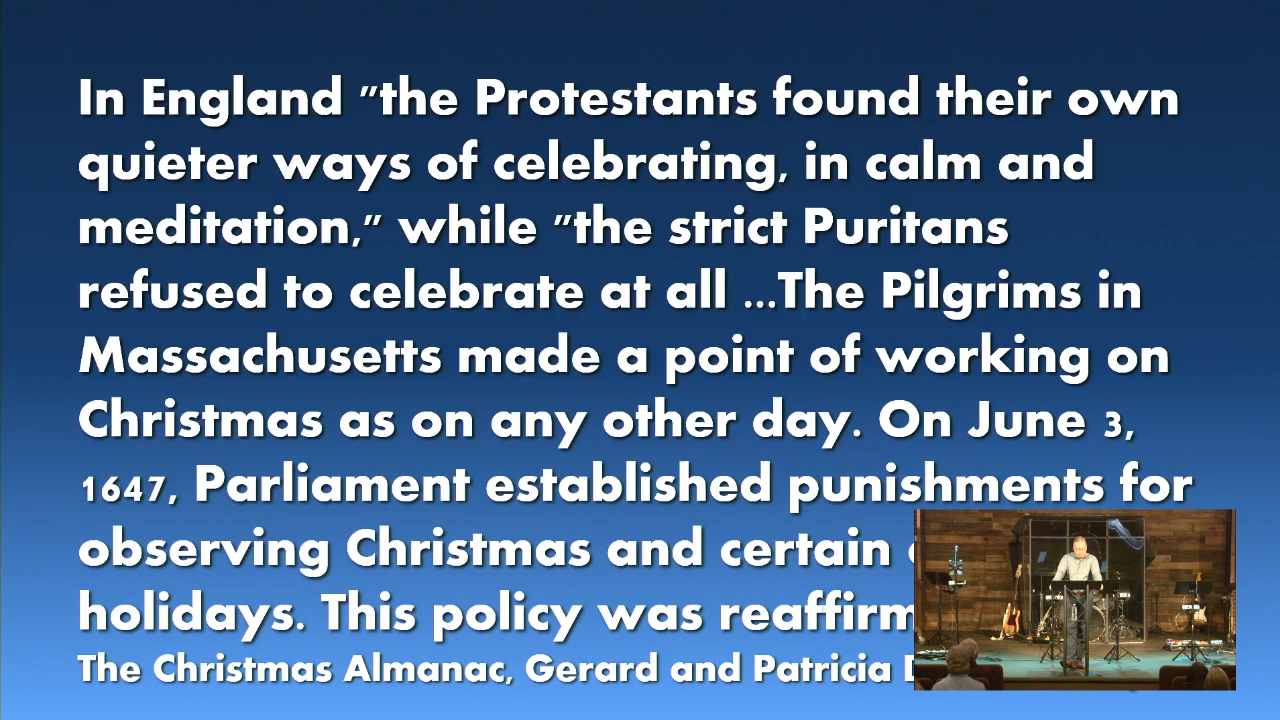 In England "the Protestants found their own
quieter ways of celebrating, in calm and
meditation," while "the strict Puritans
refused to celebrate at all ...The Pilgrims in
Massachusetts made a point of working on
Christmas as on any other day. On June 3,
1647, Parliament established punishments for
observing Christmas and certain
holidays. This policy was reaffirm
The Christmas Almanac, Gerard and Patricia